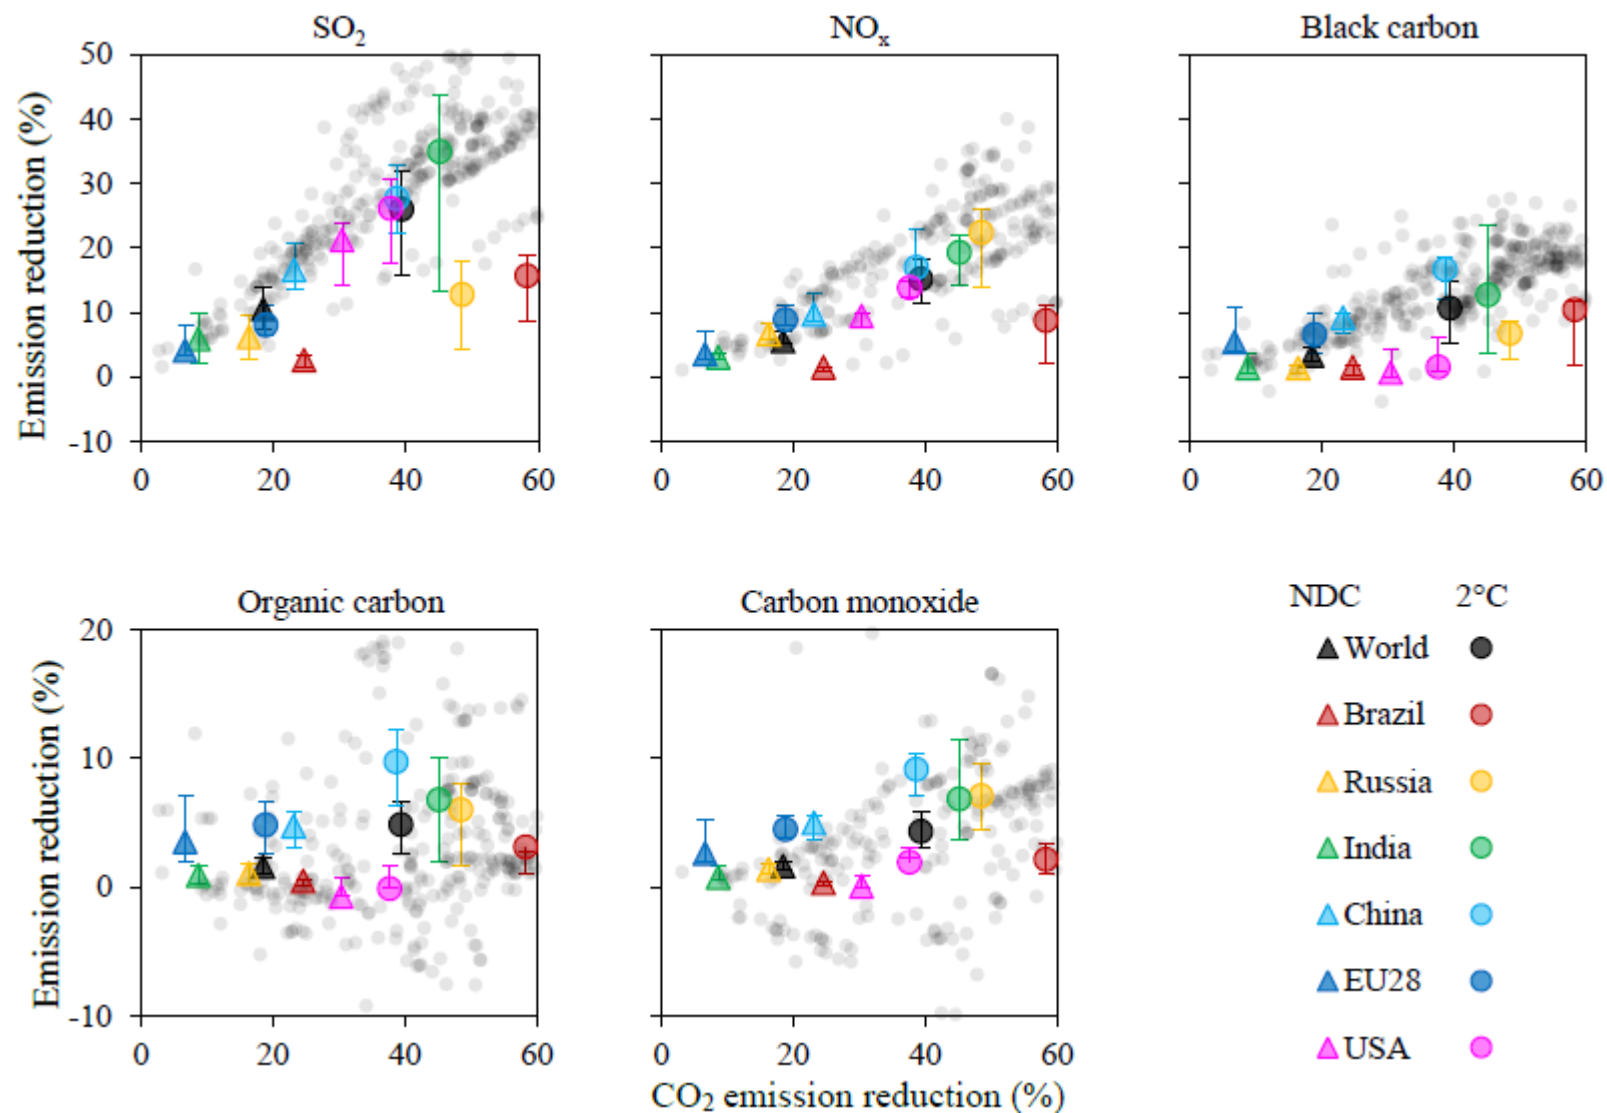 SO₂
NOₓ
Black carbon
Emission reduction (%)
50
40
30
20
10
0
-10
0 20 40 60
0 20 40 60
0 20 40 60
Organic carbon
Carbon monoxide
Emission reduction (%)
20
10
0
-10
0 20 40 60
0 20 40 60
CO₂ emission reduction (%)
NDC 2°C
World
Brazil
Russia
India
China
EU28
USA